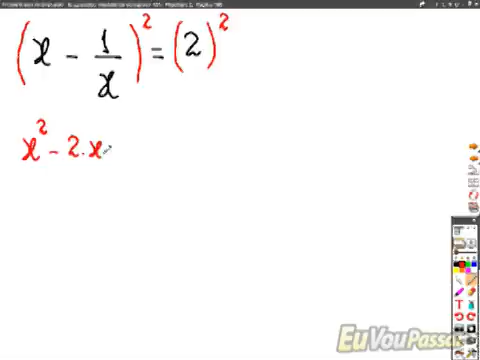 (x - 1/x)² = (2)²
x² - 2.x
EuVouPassar